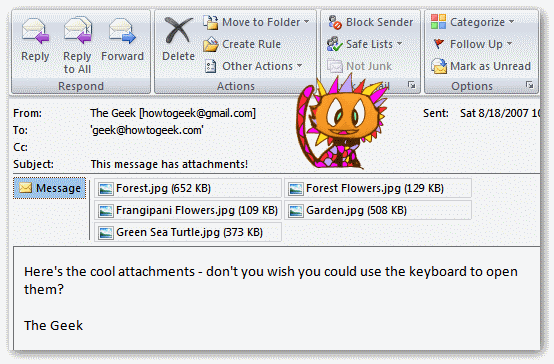 Reply
Reply to All
Forward
Respond
Delete
Move to Folder
Create Rule
Other Actions
Actions
Block Sender
Safe Lists
Not Junk
Categorize
Follow Up
Mark as Unread
Options
From: The Geek [howtogeek@gmail.com] Sent: Sat 8/18/2007 10
To: 'geek@howtogeek.com'
Cc:
Subject: This message has attachments!
Message
Forest.jpg (652 KB) Forest Flowers.jpg (129 KB)
Frangipani Flowers.jpg (109 KB) Garden.jpg (508 KB)
Green Sea Turtle.jpg (373 KB)
Here's the cool attachments - don't you wish you could use the keyboard to open
them?
The Geek